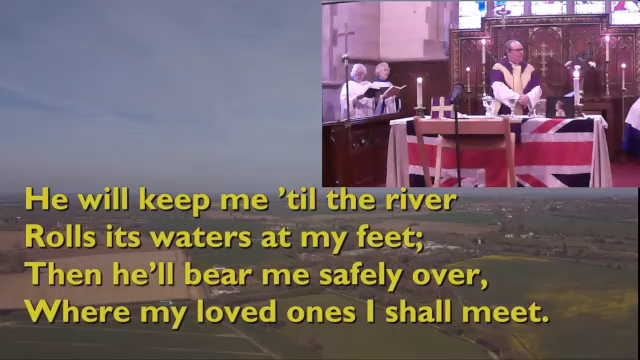 He will keep me ’til the river
Rolls its waters at my feet;
Then he’ll bear me safely over,
Where my loved ones I shall meet.